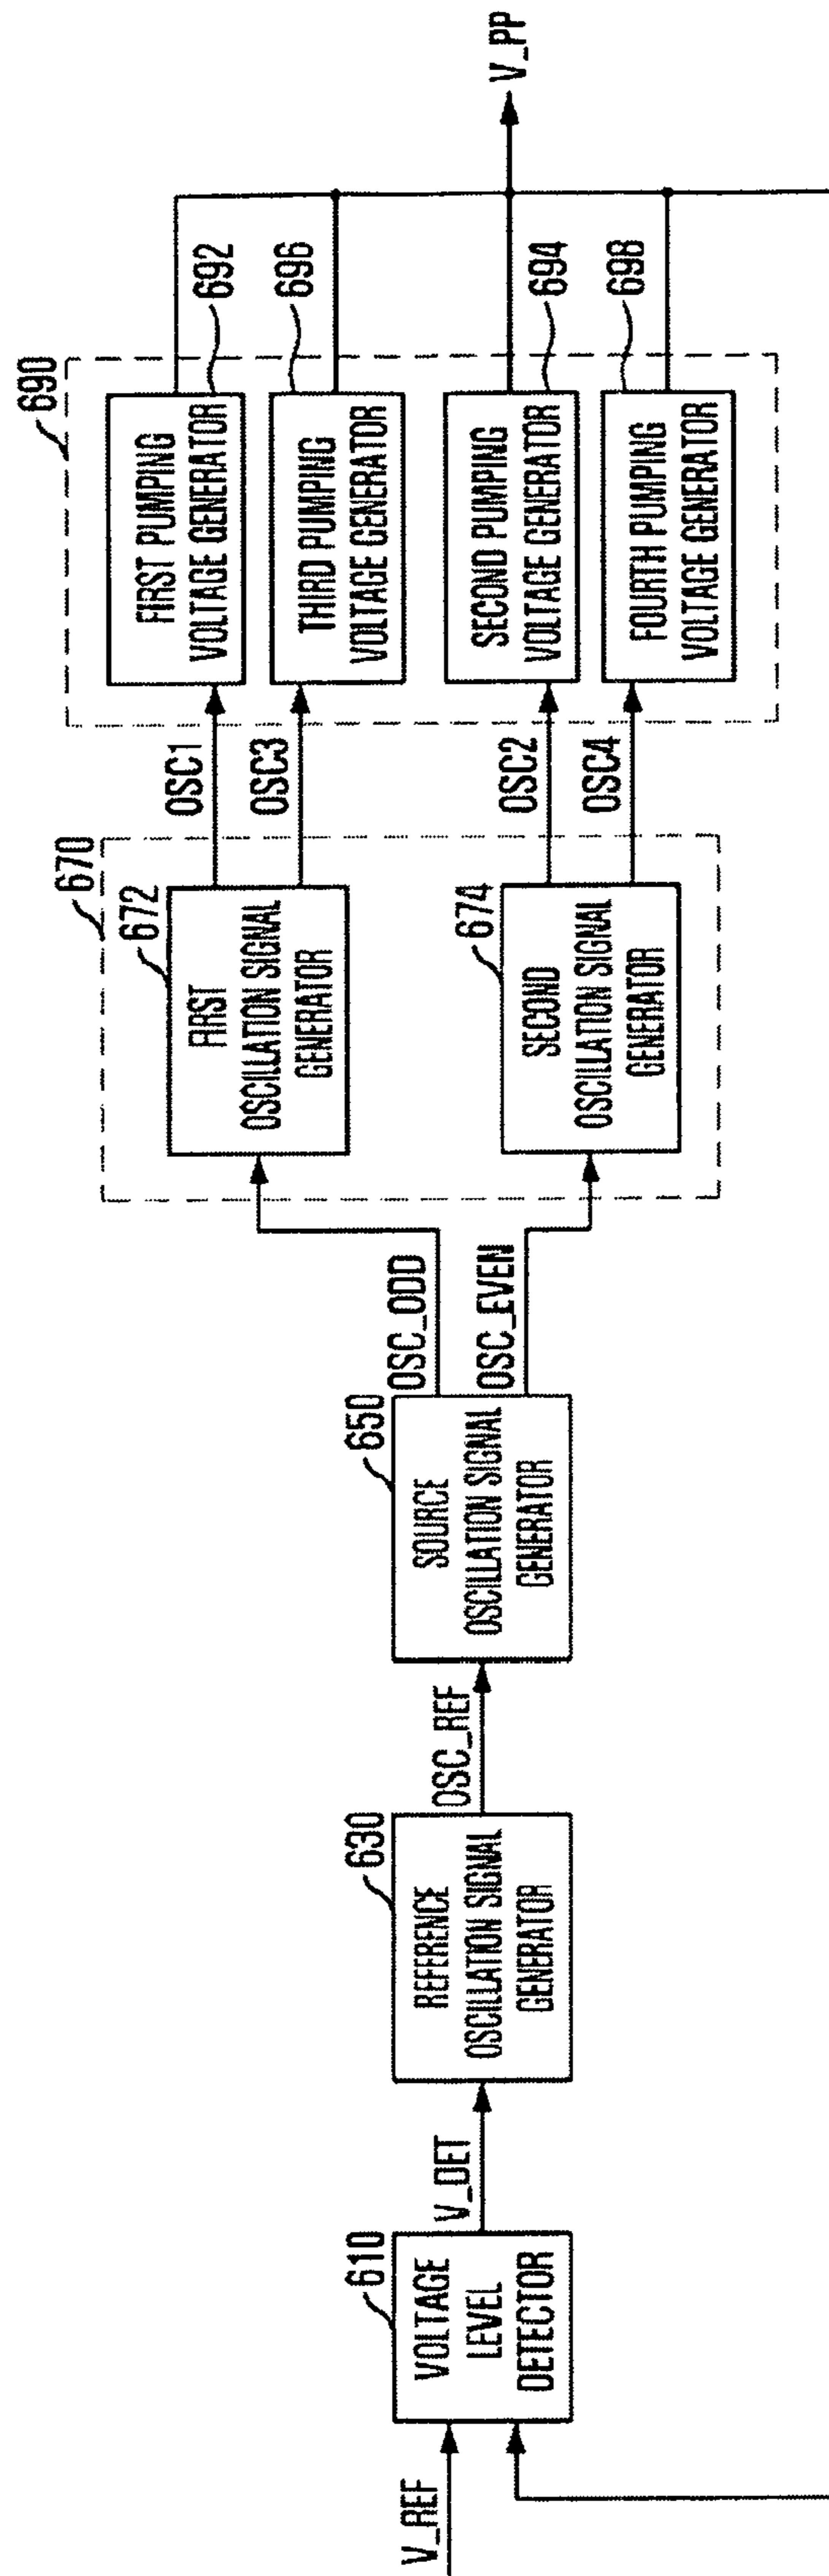 V_REF
610
VOLTAGE
LEVEL
DETECTOR
V_DET
630
REFERENCE
OSCILLATION SIGNAL
GENERATOR
OSC_REF
650
SOURCE
OSCILLATION SIGNAL
GENERATOR
OSC_ODD
OSC_EVEN
670
672
FIRST
OSCILLATION SIGNAL
GENERATOR
674
SECOND
OSCILLATION SIGNAL
GENERATOR
OSC1
OSC3
OSC2
OSC4
690
FIRST PUMPING
VOLTAGE GENERATOR
692
THIRD PUMPING
VOLTAGE GENERATOR
696
SECOND PUMPING
VOLTAGE GENERATOR
694
FOURTH PUMPING
VOLTAGE GENERATOR
698
V_PP